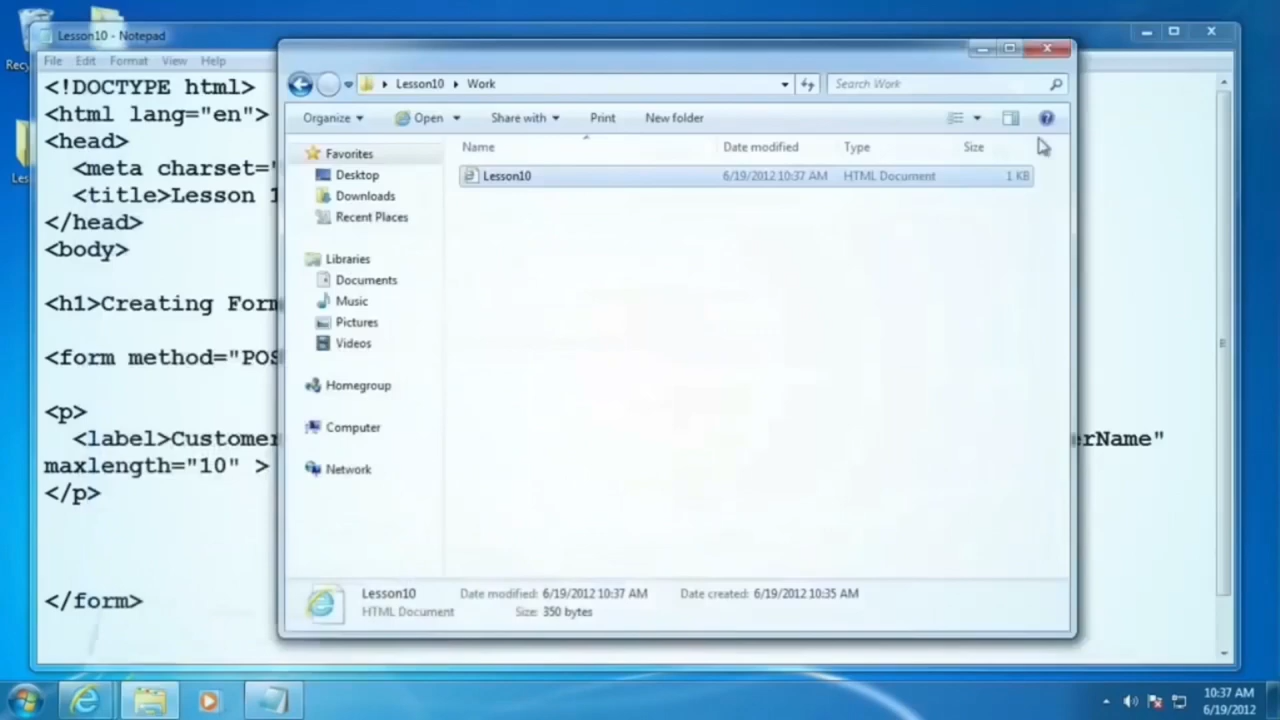 Lesson10 - Notepad
File Edit Format View Help
<!DOCTYPE html>
<html lang="en">
<head>
<meta charset="
<title>Lesson
</head>
<body>
<h1>Creating
<form method="
<p>
<label>Customer
maxlength="10" >
</p>
</form>
Lesson10 Work
Search Work
Organize Open Share with Print New folder
Name Date modified Type Size
Lesson10 6/19/2012 10:37 AM HTML Document 1 KB
Favorites
Desktop
Downloads
Recent Places
Libraries
Documents
Music
Pictures
Videos
Homegroup
Computer
Network
Lesson10 Date modified: 6/19/2012 10:37 AM Date created: 6/19/2012 10:35 AM
HTML Document Size: 350 bytes
10:37 AM
6/19/2012